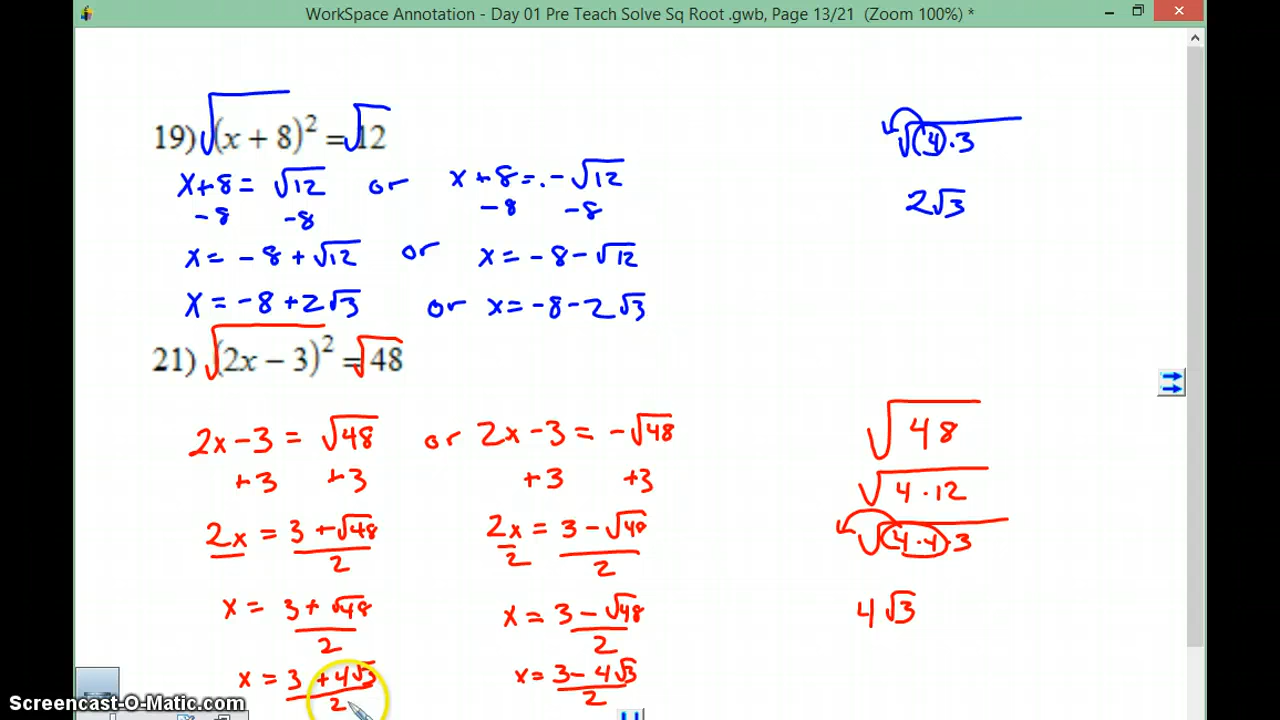 WorkSpace Annotation - Day 01 Pre Teach Solve Sq Root .gwb, Page 13/21 (Zoom 100%) *
19) √(x + 8)² = √12
√(4)·3
x+8 = √12 or x+8 = .-√12
-8 -8 -8 -8
2√3
x = -8+√12 or x = -8-√12
x = -8+2√3 or x = -8-2√3
21) √(2x − 3)² = √48
2x-3 = √48 or 2x-3 = -√48
√48
+3 +3 +3 +3
√4·12
2x = 3+√48 2x = 3-√48
2 2 2
√(4·4)3
x = 3+√48 x = 3-√48
2 2
4√3
x = 3+4√3 x = 3-4√3
2 2
Screencast-O-Matic.com